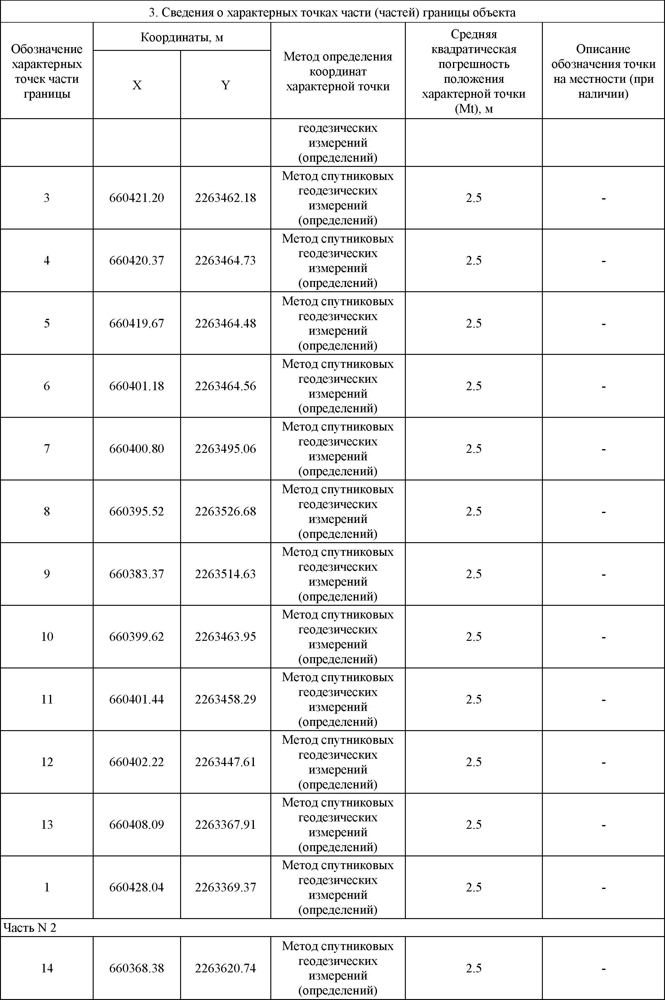 3. Сведения о характерных точках части (частей) границы объекта
Обозначение
характерных
точек части
границы
Координаты, м
X
Y
Метод определения
координат
характерной точки
Средняя
квадратическая
погрешность
положения
характерной точки
(Mt), м
Описание
обозначения точки
на местности (при
наличии)
геодезических
измерений
(определений)
3
660421.20
2263462.18
Метод спутниковых
геодезических
измерений
(определений)
2.5
-
4
660420.37
2263464.73
Метод спутниковых
геодезических
измерений
(определений)
2.5
-
5
660419.67
2263464.48
Метод спутниковых
геодезических
измерений
(определений)
2.5
-
6
660401.18
2263464.56
Метод спутниковых
геодезических
измерений
(определений)
2.5
-
7
660400.80
2263495.06
Метод спутниковых
геодезических
измерений
(определений)
2.5
-
8
660395.52
2263526.68
Метод спутниковых
геодезических
измерений
(определений)
2.5
-
9
660383.37
2263514.63
Метод спутниковых
геодезических
измерений
(определений)
2.5
-
10
660399.62
2263463.95
Метод спутниковых
геодезических
измерений
(определений)
2.5
-
11
660401.44
2263458.29
Метод спутниковых
геодезических
измерений
(определений)
2.5
-
12
660402.22
2263447.61
Метод спутниковых
геодезических
измерений
(определений)
2.5
-
13
660408.09
2263367.91
Метод спутниковых
геодезических
измерений
(определений)
2.5
-
1
660428.04
2263369.37
Метод спутниковых
геодезических
измерений
(определений)
2.5
-
Часть N 2
14
660368.38
2263620.74
Метод спутниковых
геодезических
измерений
(определений)
2.5
-